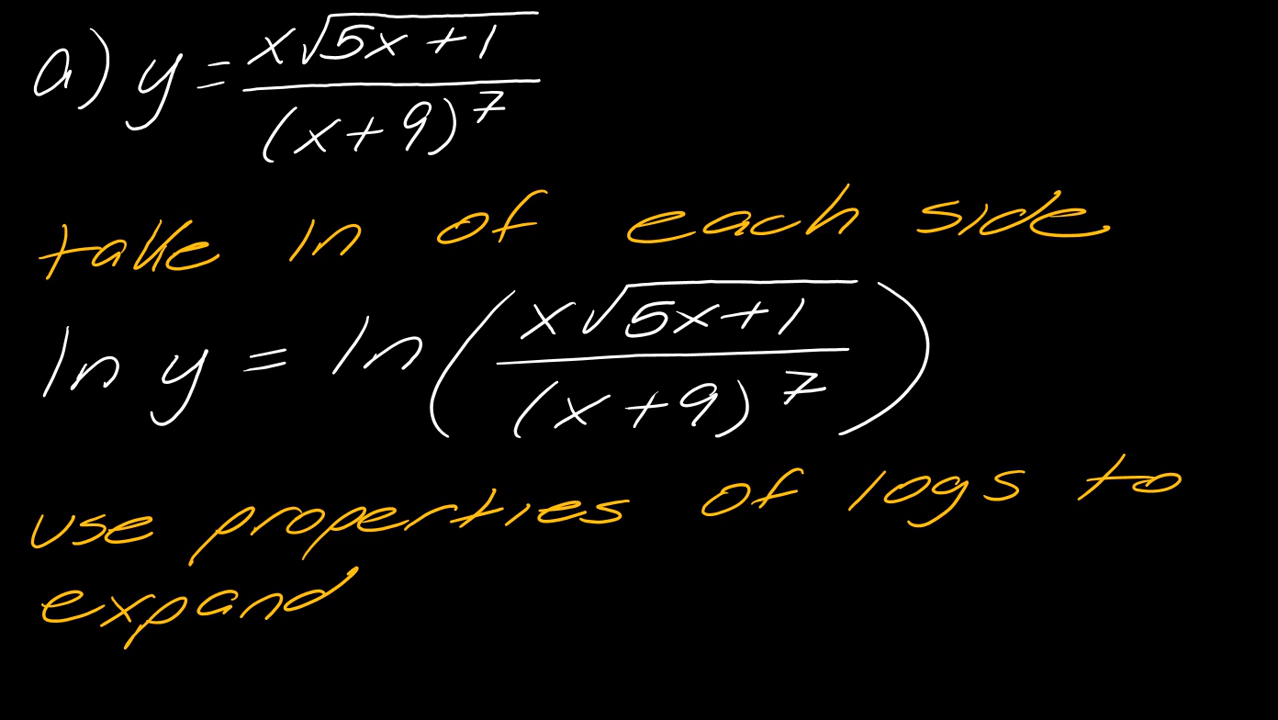 a) y = x√(5x+1) / (x+9)^7
take ln of each side
ln y = ln( x√(5x+1) / (x+9)^7 )
use properties of logs to
expand